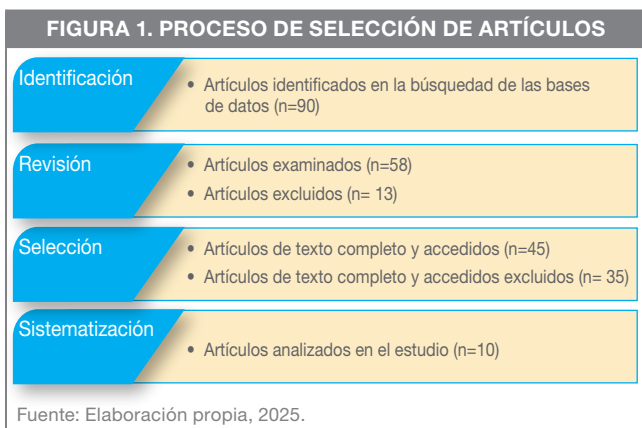 FIGURA 1. PROCESO DE SELECCIÓN DE ARTÍCULOS
Identificación
• Artículos identificados en la búsquedad de las bases
de datos (n=90)
Revisión
• Artículos examinados (n=58)
• Artículos excluidos (n= 13)
Selección
• Artículos de texto completo y accedidos (n=45)
• Artículos de texto completo y accedidos excluidos (n= 35)
Sistematización
• Artículos analizados en el estudio (n=10)
Fuente: Elaboración propia, 2025.